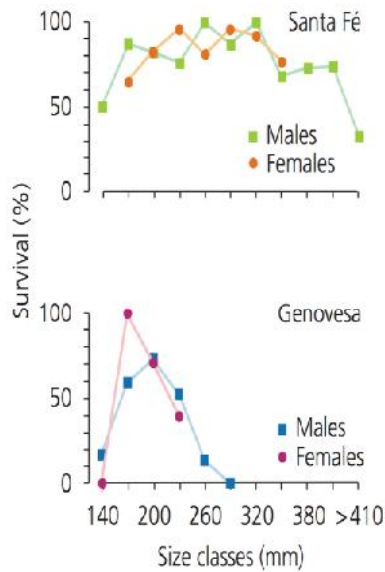 Santa Fé
100
50
0
Males
Females
Survival (%)
Genovesa
100
50
0
Males
Females
140 200 260 320 380 >410
Size classes (mm)